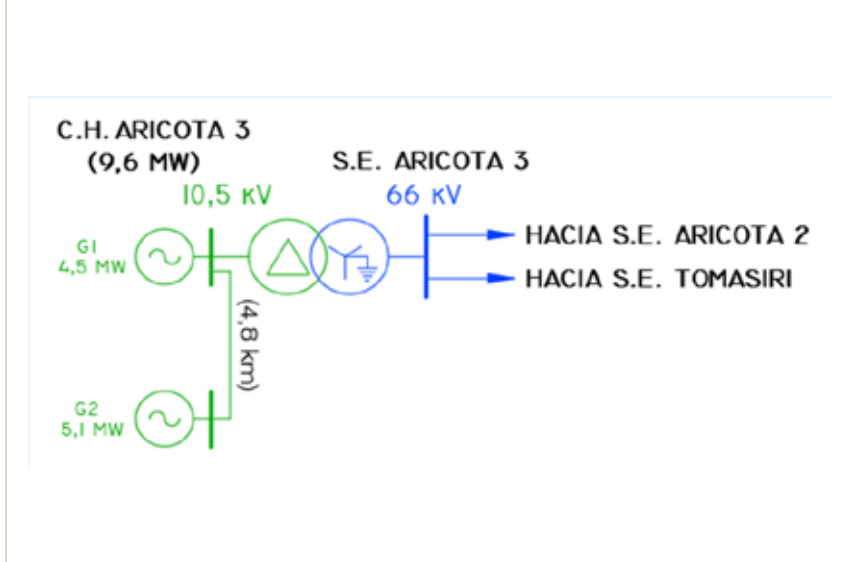 C.H. ARICOTA 3
(9,6 MW)
S.E. ARICOTA 3
10,5 KV
66 KV
G1
4,5 MW
HACIA S.E. ARICOTA 2
HACIA S.E. TOMASIRI
(4,8 km)
G2
5,1 MW